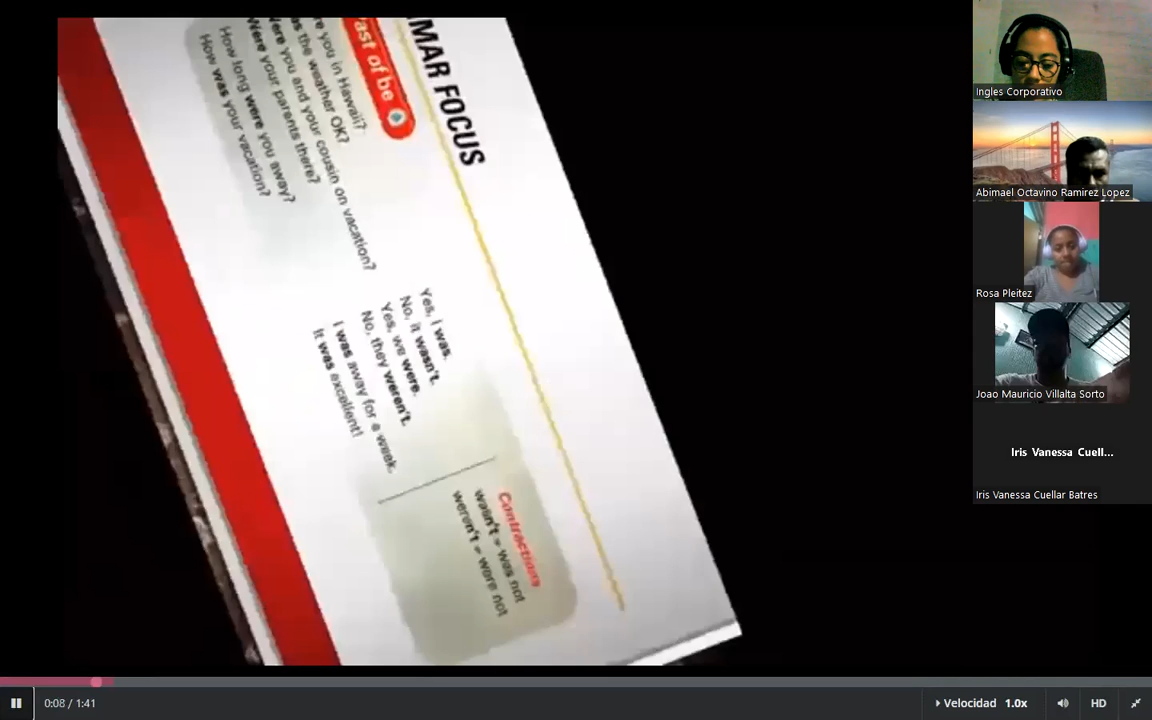 MAR FOCUS
ast of be
re you in Hawaii?
as the weather OK?
Were you and your cousin on vacation?
Were your parents there?
How long were you away?
How was your vacation?
Yes, I was.
No, it wasn't.
Yes, we were.
No, they weren't.
I was away for a week.
It was excellent!
Contractions
wasn't = was not
weren't = were not
Ingles Corporativo
Abimael Octavino Ramirez Lopez
Rosa Pleitez
Joao Mauricio Villalta Sorto
Iris Vanessa Cuell...
Iris Vanessa Cuellar Batres
0:08 / 1:41
Velocidad 1.0x
HD